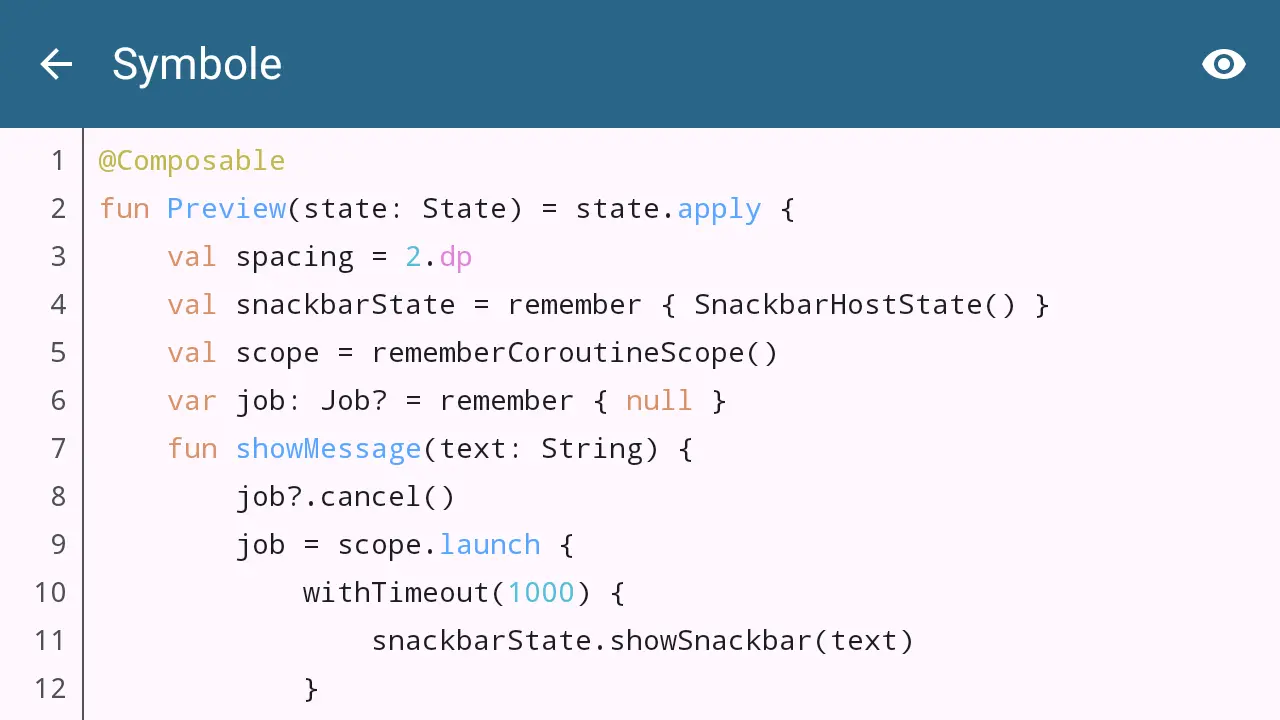 Symbole
1 @Composable
2 fun Preview(state: State) = state.apply {
3     val spacing = 2.dp
4     val snackbarState = remember { SnackbarHostState() }
5     val scope = rememberCoroutineScope()
6     var job: Job? = remember { null }
7     fun showMessage(text: String) {
8         job?.cancel()
9         job = scope.launch {
10             withTimeout(1000) {
11                 snackbarState.showSnackbar(text)
12             }